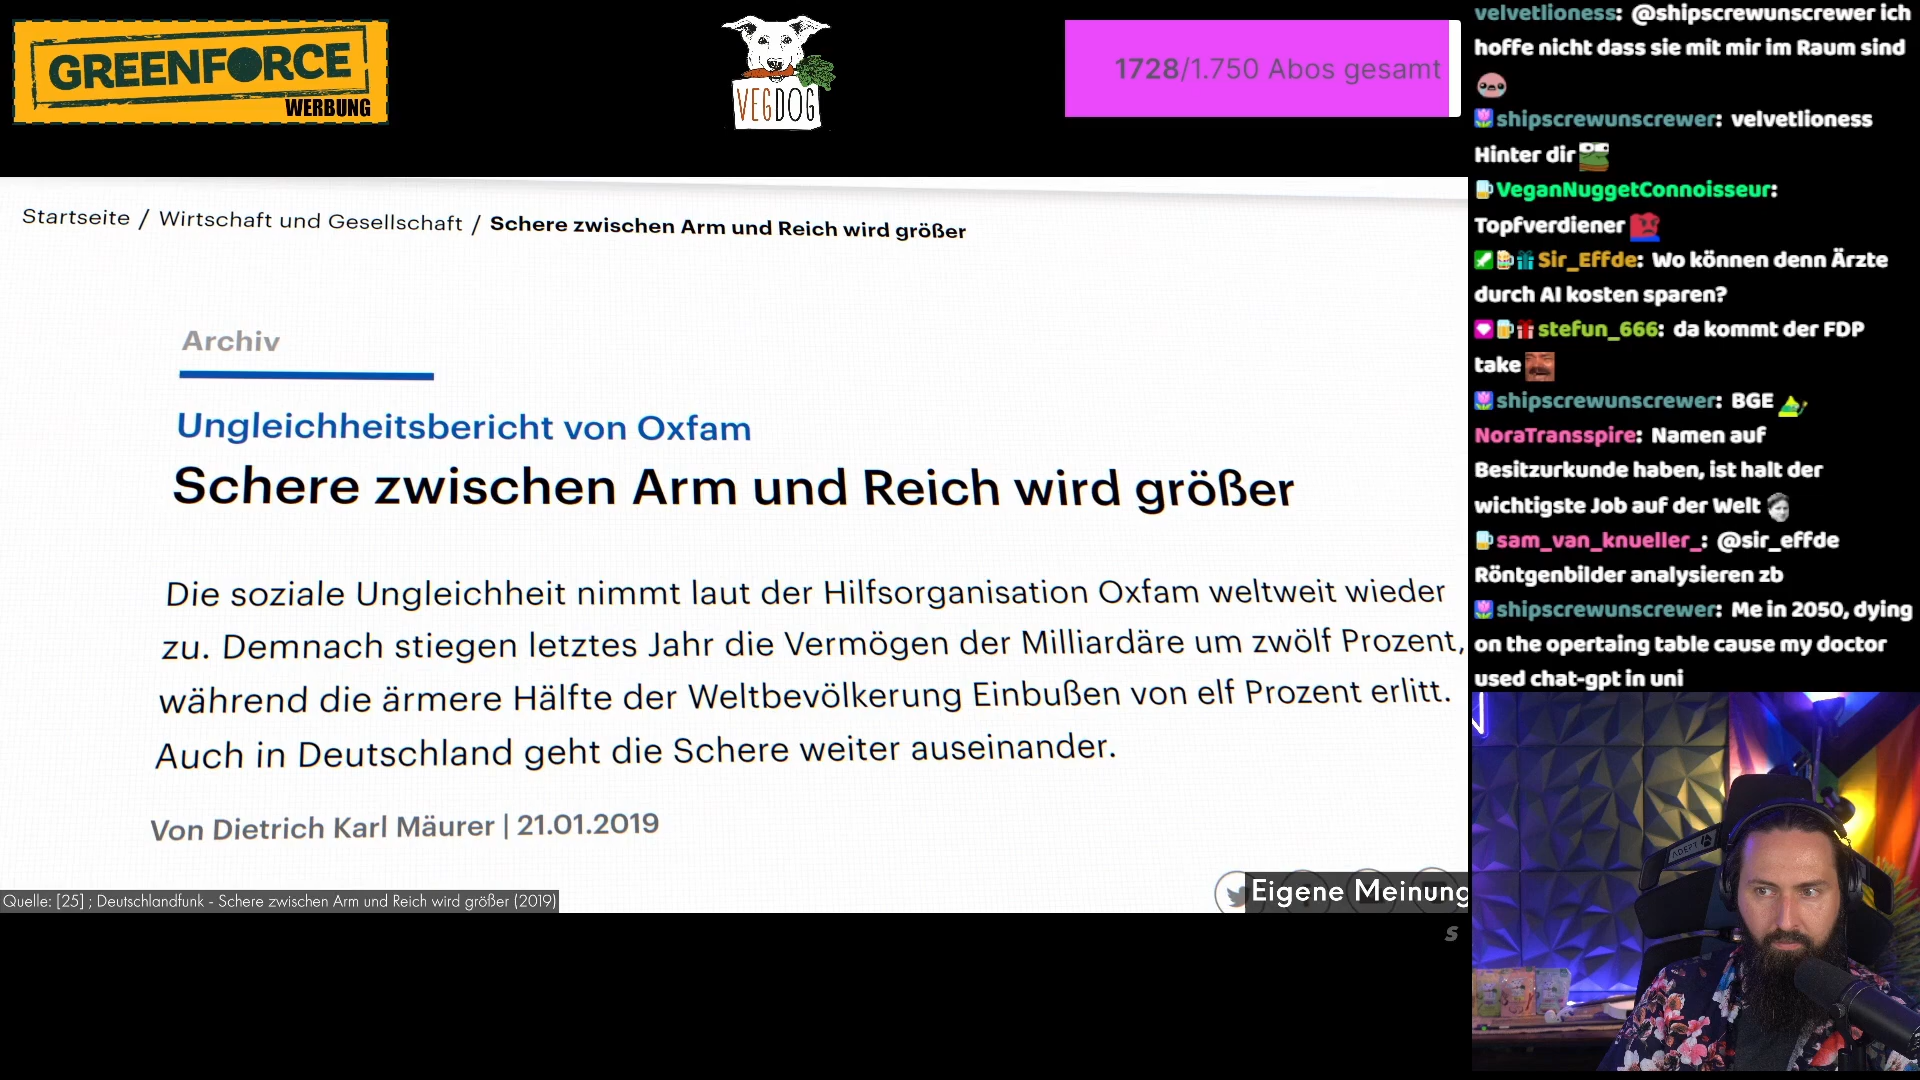 GREENFORCE
WERBUNG
VEGDOG
1728/1.750 Abos gesamt
Startseite / Wirtschaft und Gesellschaft / Schere zwischen Arm und Reich wird größer
Archiv
Ungleichheitsbericht von Oxfam
Schere zwischen Arm und Reich wird größer
Die soziale Ungleichheit nimmt laut der Hilfsorganisation Oxfam weltweit wieder
zu. Demnach stiegen letztes Jahr die Vermögen der Milliardäre um zwölf Prozent,
während die ärmere Hälfte der Weltbevölkerung Einbußen von elf Prozent erlitt.
Auch in Deutschland geht die Schere weiter auseinander.
Von Dietrich Karl Mäurer | 21.01.2019
Quelle: [25] ; Deutschlandfunk - Schere zwischen Arm und Reich wird größer (2019)
Eigene Meinung
s
velvetlioness: @shipscrewunscrewer ich
hoffe nicht dass sie mit mir im Raum sind
shipscrewunscrewer: velvetlioness
Hinter dir
VeganNuggetConnoisseur:
Topfverdiener
Sir_Effde: Wo können denn Ärzte
durch AI kosten sparen?
stefun_666: da kommt der FDP
take
shipscrewunscrewer: BGE
NoraTransspire: Namen auf
Besitzurkunde haben, ist halt der
wichtigste Job auf der Welt
sam_van_knueller_: @sir_effde
Röntgenbilder analysieren zb
shipscrewunscrewer: Me in 2050, dying
on the opertaing table cause my doctor
used chat-gpt in uni
ADEPT